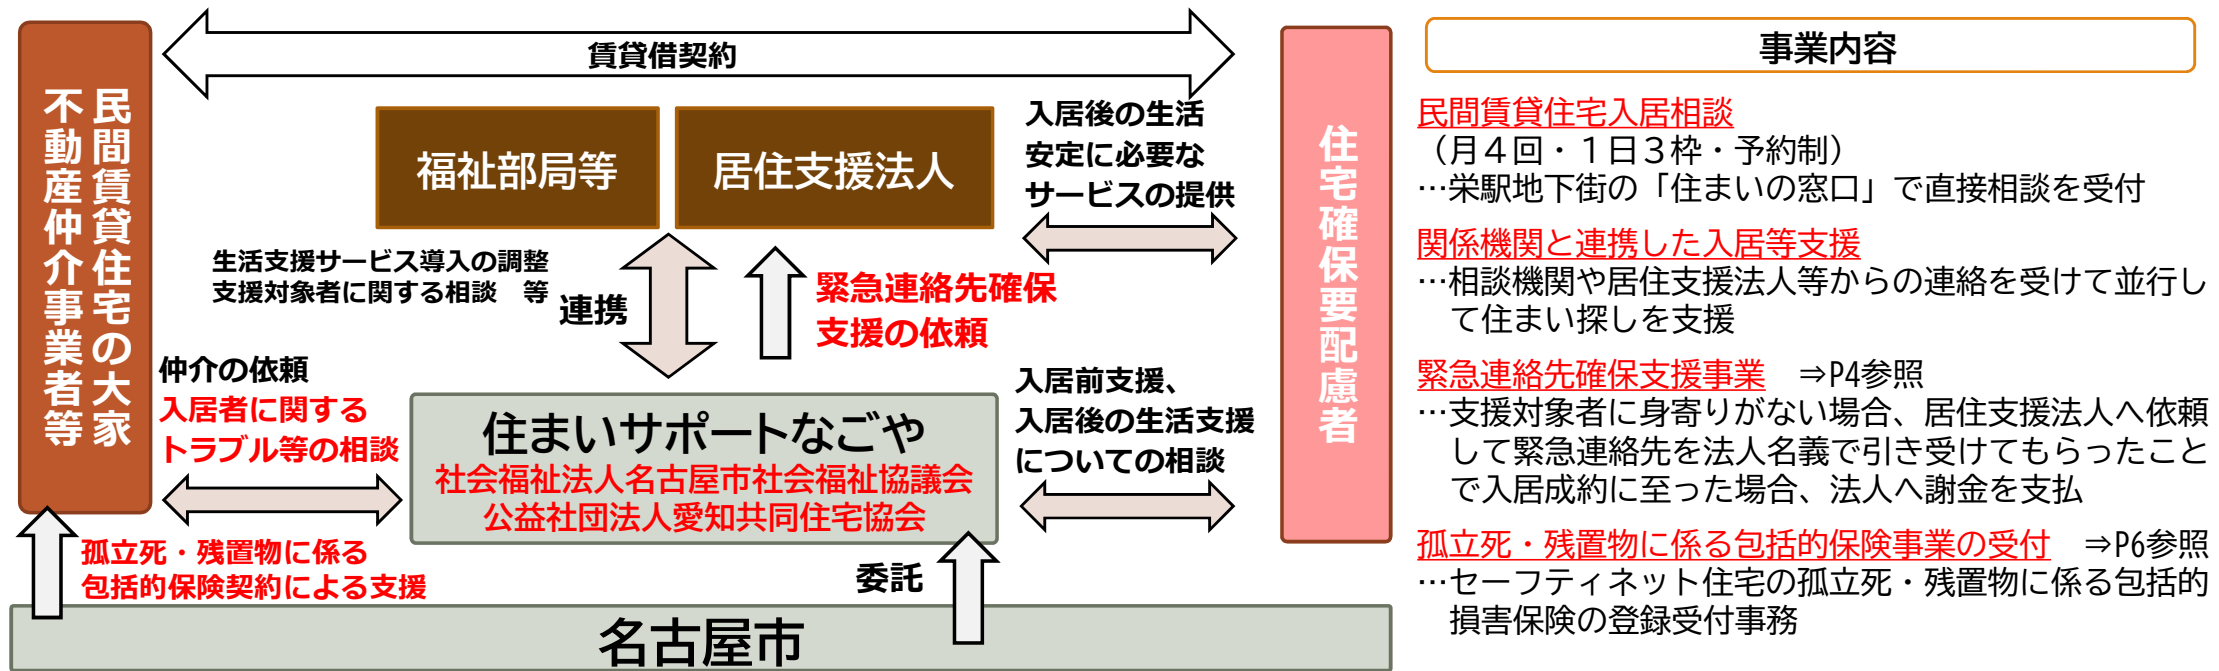 賃貸借契約
民間賃貸住宅の大家
不動産仲介事業者等
福祉部局等
居住支援法人
入居後の生活
安定に必要な
サービスの提供
住宅確保要配慮者
生活支援サービス導入の調整
支援対象者に関する相談　等
連携
緊急連絡先確保
支援の依頼
仲介の依頼
入居者に関する
トラブル等の相談
住まいサポートなごや
社会福祉法人名古屋市社会福祉協議会
公益社団法人愛知共同住宅協会
入居前支援、
入居後の生活支援
についての相談
孤立死・残置物に係る
包括的保険契約による支援
委託
名古屋市
事業内容
民間賃貸住宅入居相談
（月４回・１日３枠・予約制）
…栄駅地下街の「住まいの窓口」で直接相談を受付
関係機関と連携した入居等支援
…相談機関や居住支援法人等からの連絡を受けて並行し
て住まい探しを支援
緊急連絡先確保支援事業　⇒P4参照
…支援対象者に身寄りがない場合、居住支援法人へ依頼
して緊急連絡先を法人名義で引き受けてもらったこと
で入居成約に至った場合、法人へ謝金を支払
孤立死・残置物に係る包括的保険事業の受付　⇒P6参照
…セーフティネット住宅の孤立死・残置物に係る包括的
損害保険の登録受付事務